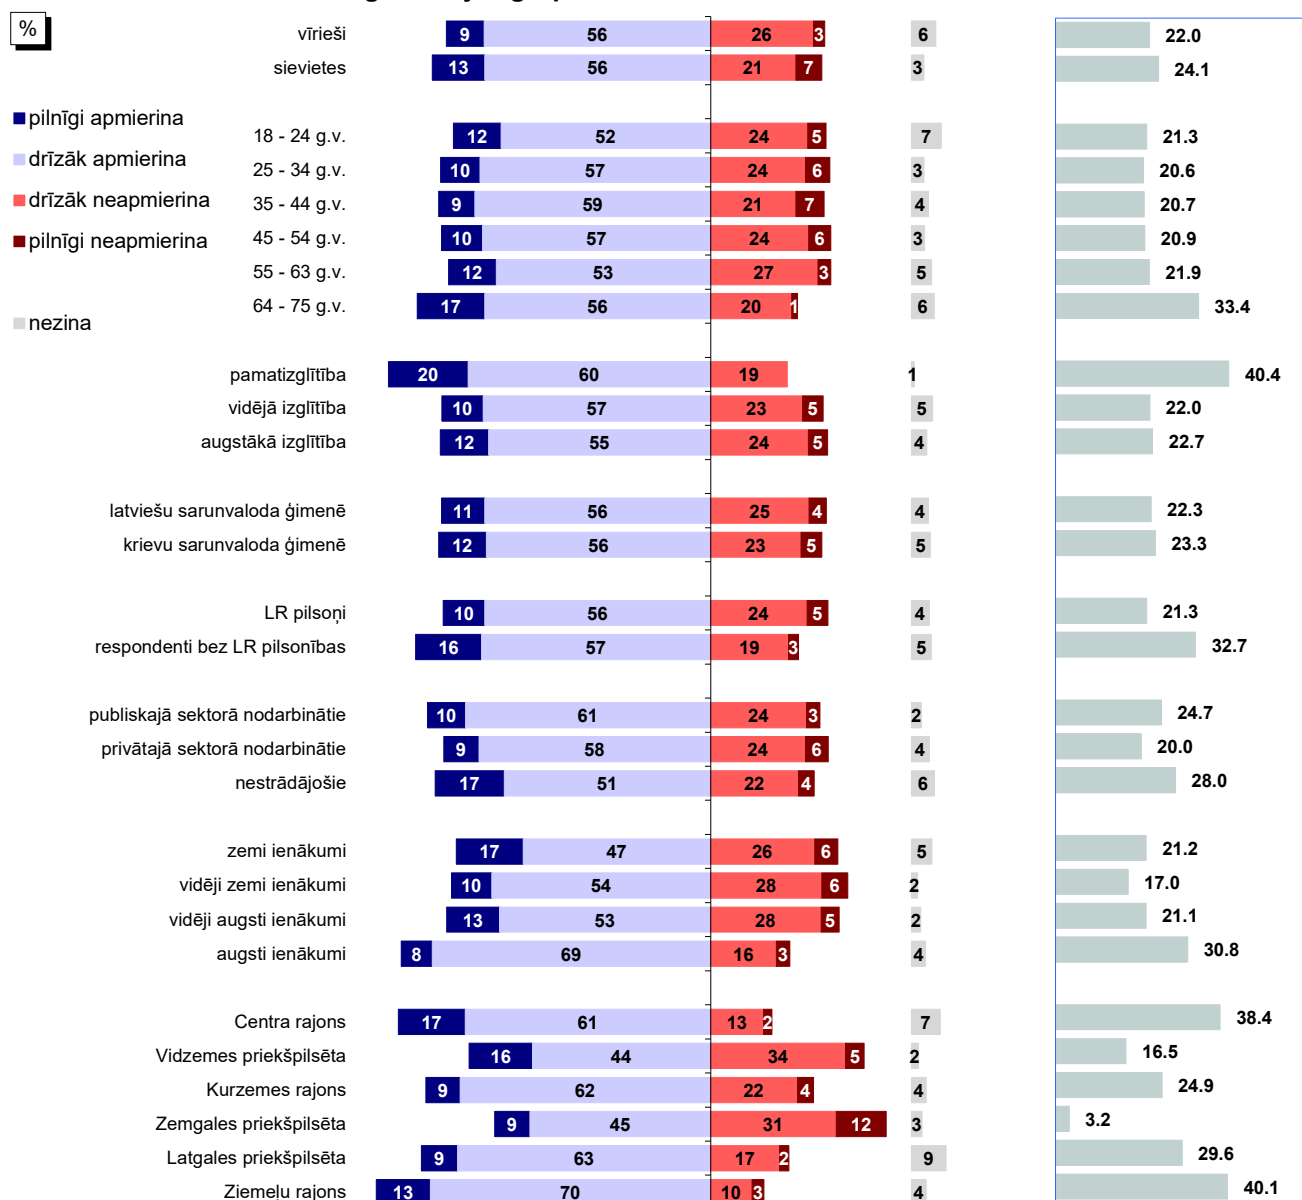 %
pilnīgi apmierina
drīzāk apmierina
drīzāk neapmierina
pilnīgi neapmierina
nezina
vīrieši 9 56 26 3 6 22.0
sievietes 13 56 21 7 3 24.1
18 - 24 g.v. 12 52 24 5 7 21.3
25 - 34 g.v. 10 57 24 6 3 20.6
35 - 44 g.v. 9 59 21 7 4 20.7
45 - 54 g.v. 10 57 24 6 3 20.9
55 - 63 g.v. 12 53 27 3 5 21.9
64 - 75 g.v. 17 56 20 1 6 33.4
pamatizglītība 20 60 19 1 40.4
vidējā izglītība 10 57 23 5 5 22.0
augstākā izglītība 12 55 24 5 4 22.7
latviešu sarunvaloda ģimenē 11 56 25 4 4 22.3
krievu sarunvaloda ģimenē 12 56 23 5 5 23.3
LR pilsoņi 10 56 24 5 4 21.3
respondenti bez LR pilsonības 16 57 19 3 5 32.7
publiskajā sektorā nodarbinātie 10 61 24 3 2 24.7
privātajā sektorā nodarbinātie 9 58 24 6 4 20.0
nestrādājošie 17 51 22 4 6 28.0
zemi ienākumi 17 47 26 6 5 21.2
vidēji zemi ienākumi 10 54 28 6 2 17.0
vidēji augsti ienākumi 13 53 28 5 2 21.1
augsti ienākumi 8 69 16 3 4 30.8
Centra rajons 17 61 13 2 7 38.4
Vidzemes priekšpilsēta 16 44 34 5 2 16.5
Kurzemes rajons 9 62 22 4 4 24.9
Zemgales priekšpilsēta 9 45 31 12 3 3.2
Latgales priekšpilsēta 9 63 17 2 9 29.6
Ziemeļu rajons 13 70 10 3 4 40.1